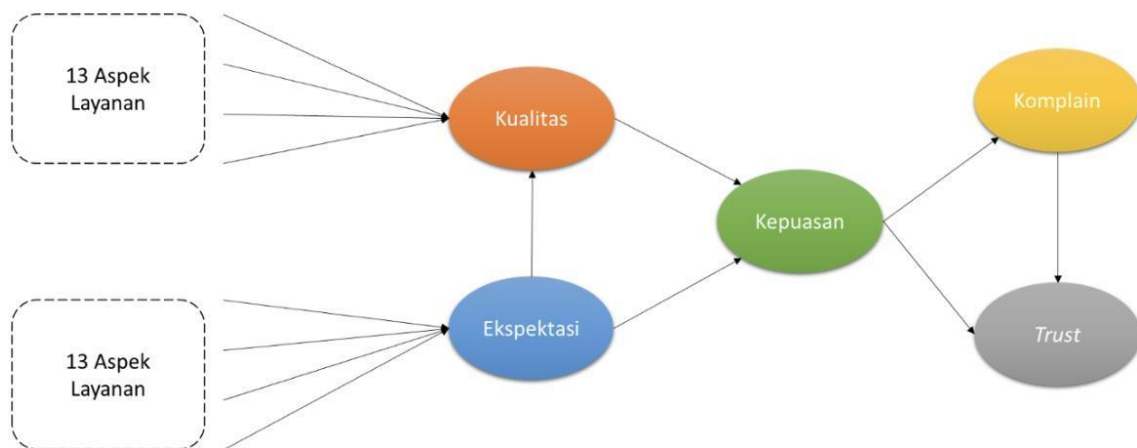 13 Aspek
Layanan
Kualitas
Komplain
Kepuasan
Ekspektasi
Trust
13 Aspek
Layanan